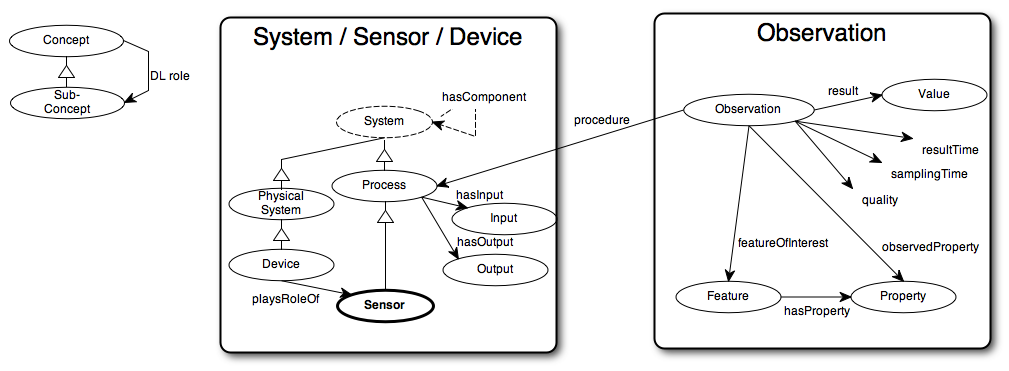 Concept
DL role
Sub-
Concept
System / Sensor / Device
hasComponent
System
Process
Physical
System
hasInput
Input
hasOutput
Output
Device
playsRoleOf
Sensor
procedure
Observation
Observation
result
Value
resultTime
samplingTime
quality
featureOfInterest
observedProperty
Feature
hasProperty
Property